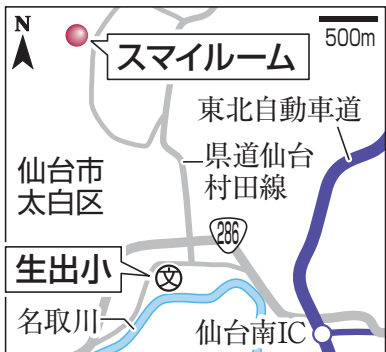 N
500m
スマイルーム
東北自動車道
県道仙台
村田線
仙台市
太白区
286
生出小
文
名取川
仙台南IC